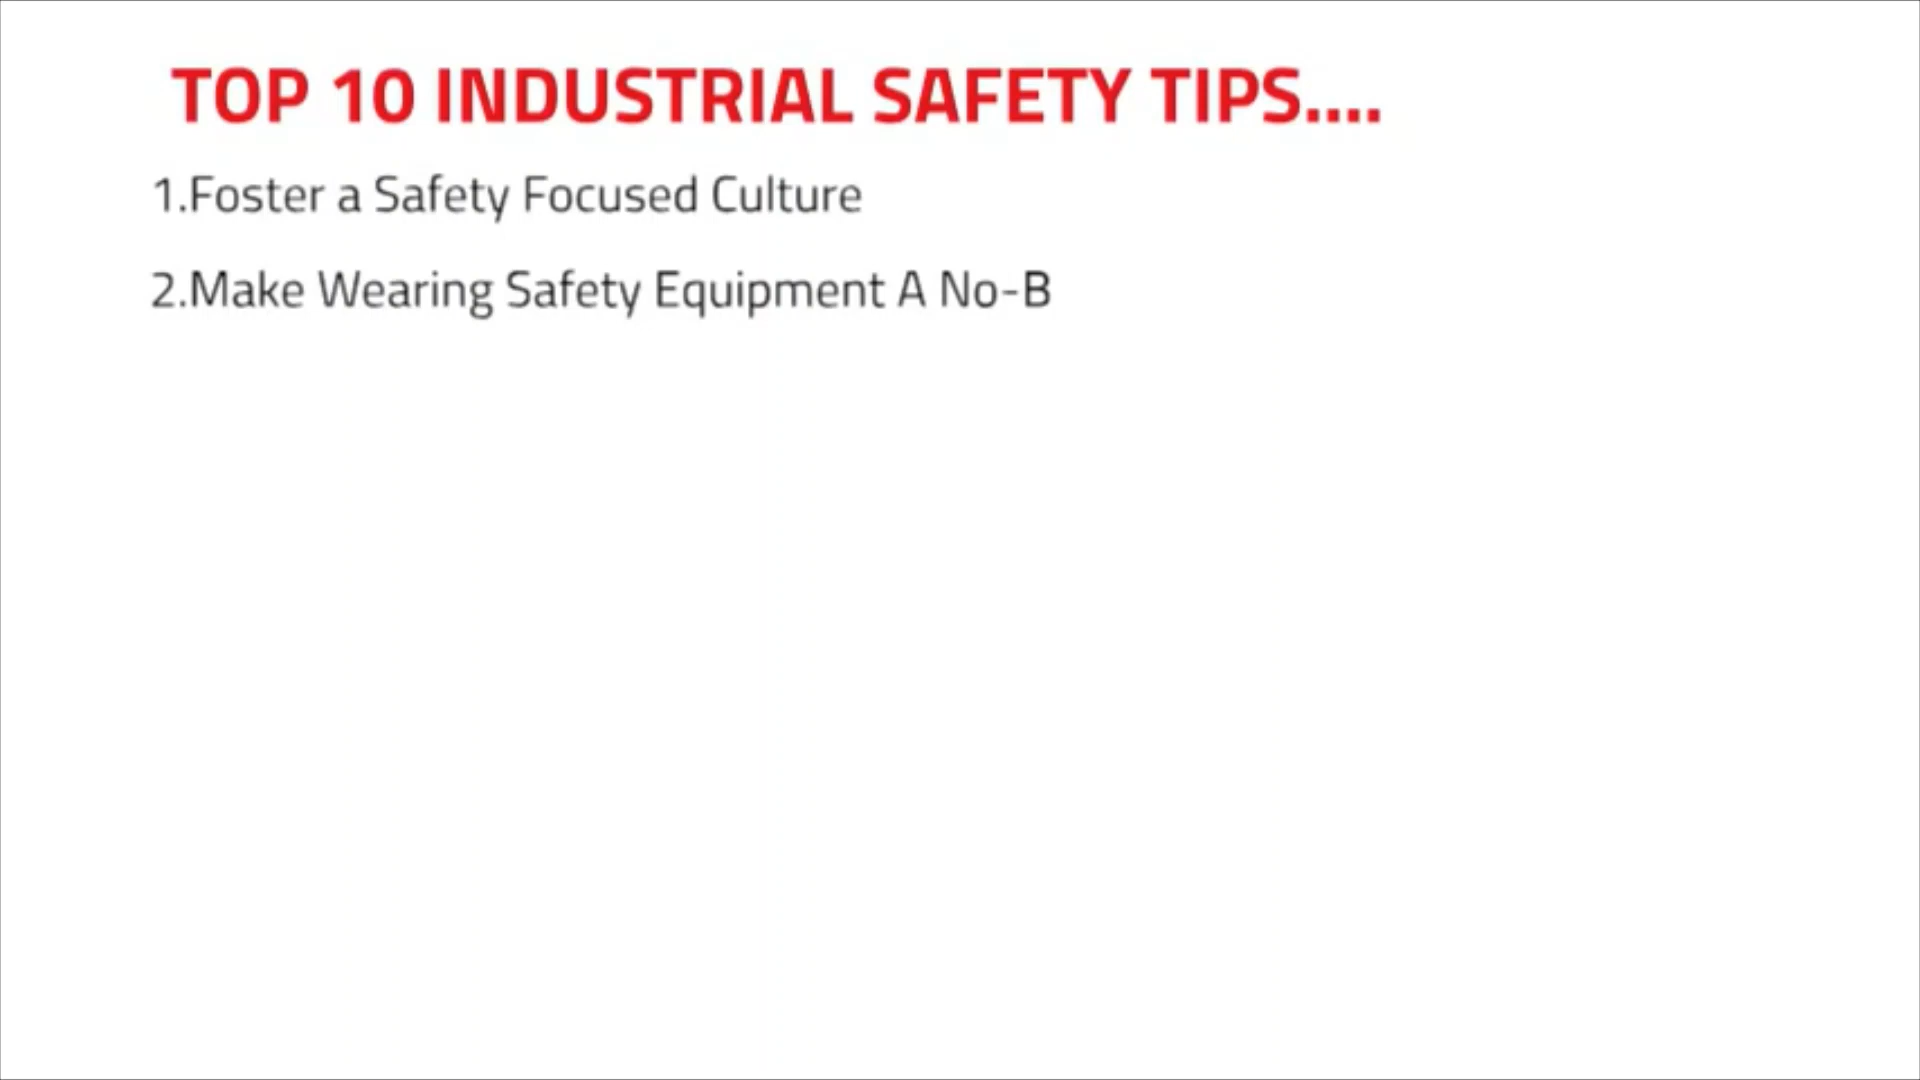 TOP 10 INDUSTRIAL SAFETY TIPS....
1.Foster a Safety Focused Culture
2.Make Wearing Safety Equipment A No-B